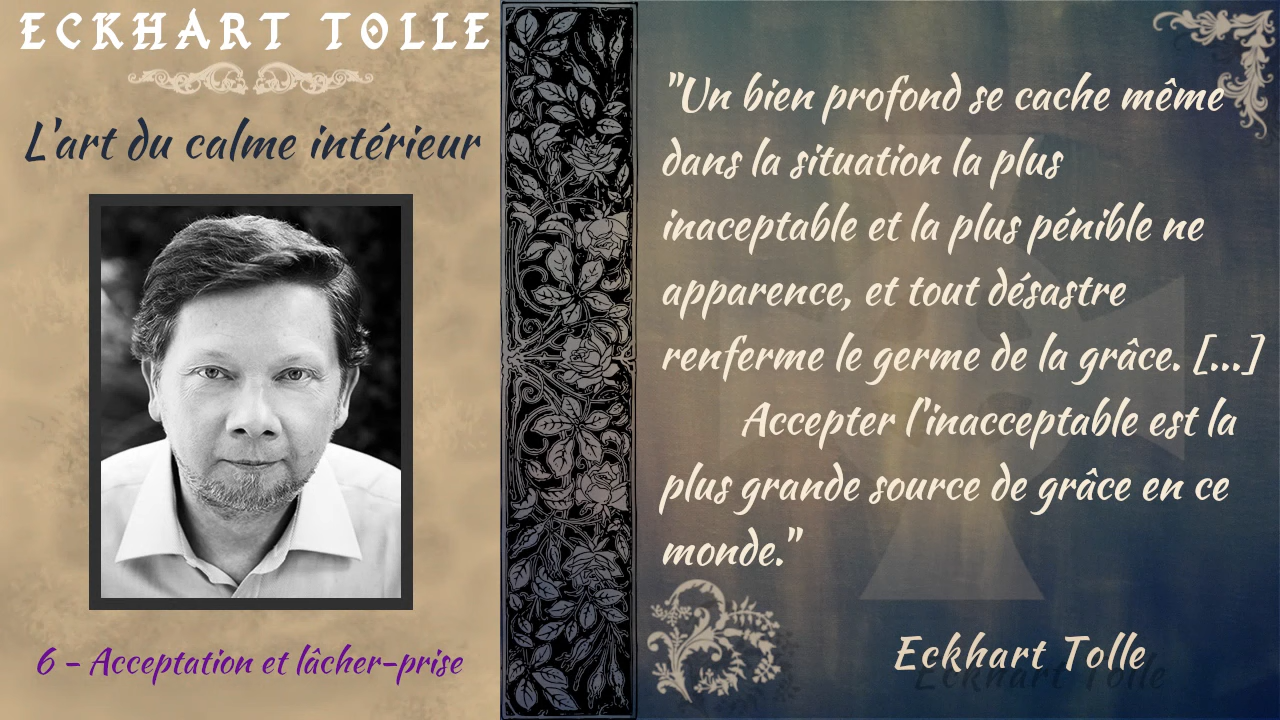 ECKHART TOLLE
L'art du calme intérieur
6 - Acceptation et lâcher-prise
"Un bien profond se cache même
dans la situation la plus
inaceptable et la plus pénible ne
apparence, et tout désastre
renferme le germe de la grâce. [...]
Accepter l'inacceptable est la
plus grande source de grâce en ce
monde."
Eckhart Tolle
Eckhart Tolle